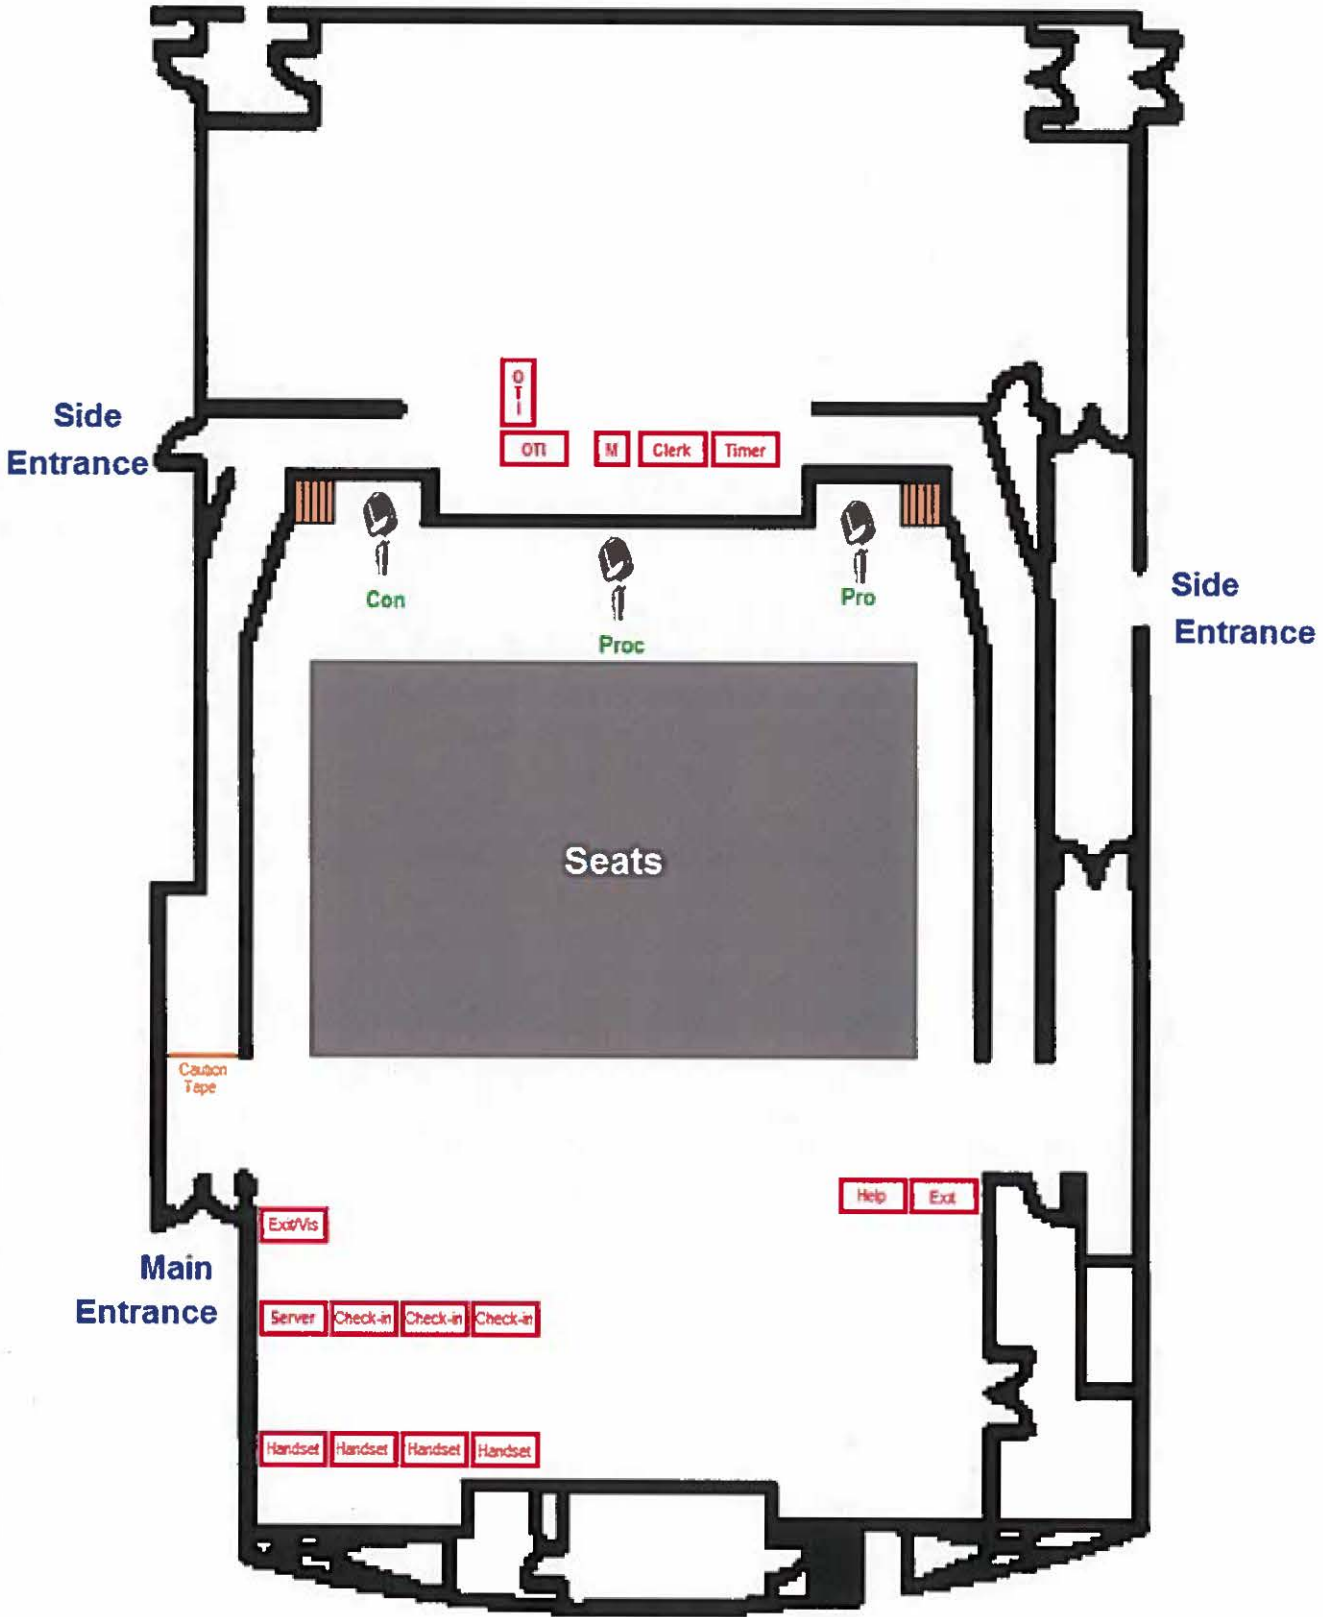 O
T
I
OTI
M
Clerk
Timer
Side
Entrance
Con
Proc
Pro
Side
Entrance
Seats
Caution
Tape
Help
Exit
Exit/Vis
Main
Entrance
Server
Check-in
Check-in
Check-in
Handset
Handset
Handset
Handset